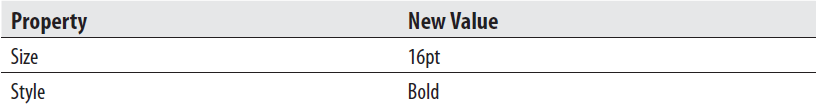 Property New Value
Size 16pt
Style Bold